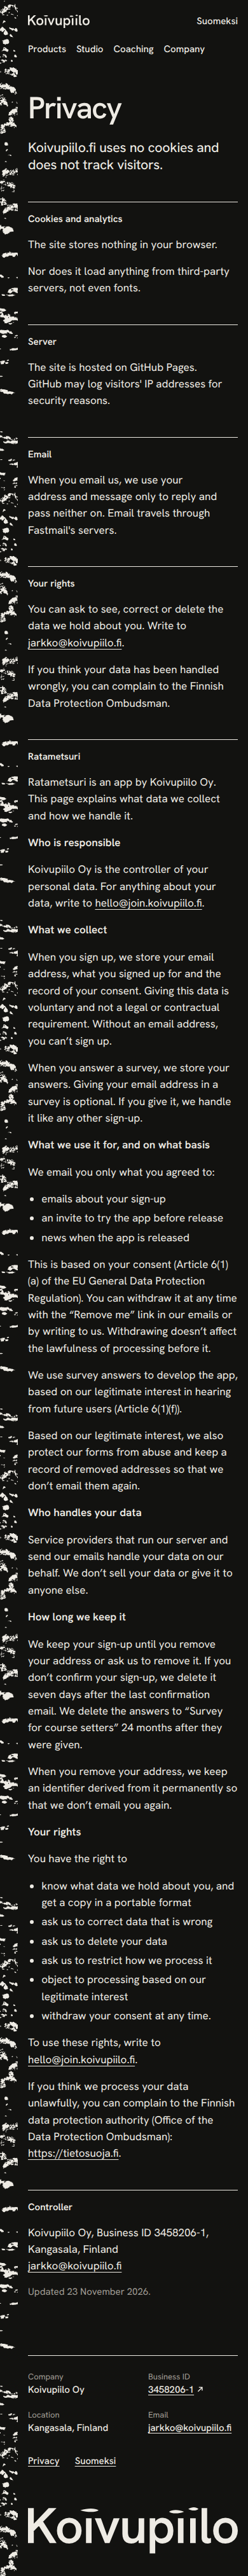 Koivupiilo
Suomeksi
Products Studio Coaching Company
Privacy
Koivupiilo.fi uses no cookies and
does not track visitors.
Cookies and analytics
The site stores nothing in your browser.
Nor does it load anything from third-party
servers, not even fonts.
Server
The site is hosted on GitHub Pages.
GitHub may log visitors' IP addresses for
security reasons.
Email
When you email us, we use your
address and message only to reply and
pass neither on. Email travels through
Fastmail's servers.
Your rights
You can ask to see, correct or delete the
data we hold about you. Write to
jarkko@koivupiilo.fi.
If you think your data has been handled
wrongly, you can complain to the Finnish
Data Protection Ombudsman.
Ratametsuri
Ratametsuri is an app by Koivupiilo Oy.
This page explains what data we collect
and how we handle it.
Who is responsible
Koivupiilo Oy is the controller of your
personal data. For anything about your
data, write to hello@join.koivupiilo.fi.
What we collect
When you sign up, we store your email
address, what you signed up for and the
record of your consent. Giving this data is
voluntary and not a legal or contractual
requirement. Without an email address,
you can’t sign up.
When you answer a survey, we store your
answers. Giving your email address in a
survey is optional. If you give it, we handle
it like any other sign-up.
What we use it for, and on what basis
We email you only what you agreed to:
• emails about your sign-up
• an invite to try the app before release
• news when the app is released
This is based on your consent (Article 6(1)
(a) of the EU General Data Protection
Regulation). You can withdraw it at any time
with the “Remove me” link in our emails or
by writing to us. Withdrawing doesn’t affect
the lawfulness of processing before it.
We use survey answers to develop the app,
based on our legitimate interest in hearing
from future users (Article 6(1)(f)).
Based on our legitimate interest, we also
protect our forms from abuse and keep a
record of removed addresses so that we
don’t email them again.
Who handles your data
Service providers that run our server and
send our emails handle your data on our
behalf. We don’t sell your data or give it to
anyone else.
How long we keep it
We keep your sign-up until you remove
your address or ask us to remove it. If you
don’t confirm your sign-up, we delete it
seven days after the last confirmation
email. We delete the answers to “Survey
for course setters” 24 months after they
were given.
When you remove your address, we keep
an identifier derived from it permanently so
that we don’t email you again.
Your rights
You have the right to
• know what data we hold about you, and
get a copy in a portable format
• ask us to correct data that is wrong
• ask us to delete your data
• ask us to restrict how we process it
• object to processing based on our
legitimate interest
• withdraw your consent at any time.
To use these rights, write to
hello@join.koivupiilo.fi.
If you think we process your data
unlawfully, you can complain to the Finnish
data protection authority (Office of the
Data Protection Ombudsman):
https://tietosuoja.fi.
Controller
Koivupiilo Oy, Business ID 3458206-1,
Kangasala, Finland
jarkko@koivupiilo.fi
Updated 23 November 2026.
Company
Koivupiilo Oy
Business ID
3458206-1 ↗
Location
Kangasala, Finland
Email
jarkko@koivupiilo.fi
Privacy Suomeksi
Koivupiilo